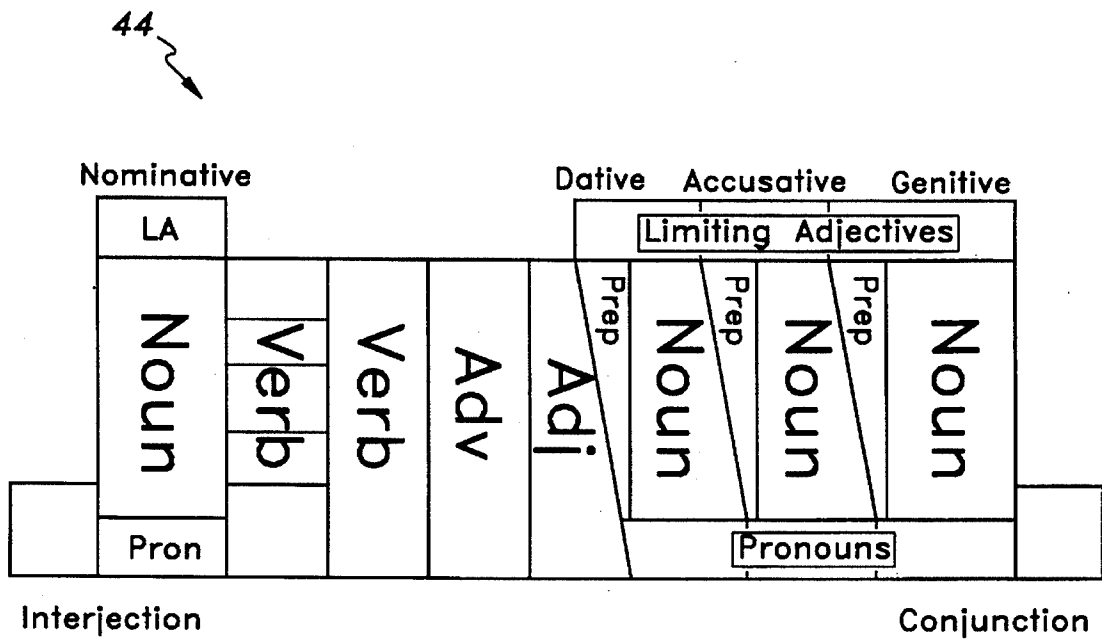 44
Nominative
Dative Accusative Genitive
LA
Limiting Adjectives
Noun
Verb
Verb
Adv
Adj
Prep
Noun
Prep
Noun
Prep
Noun
Pron
Pronouns
Interjection
Conjunction